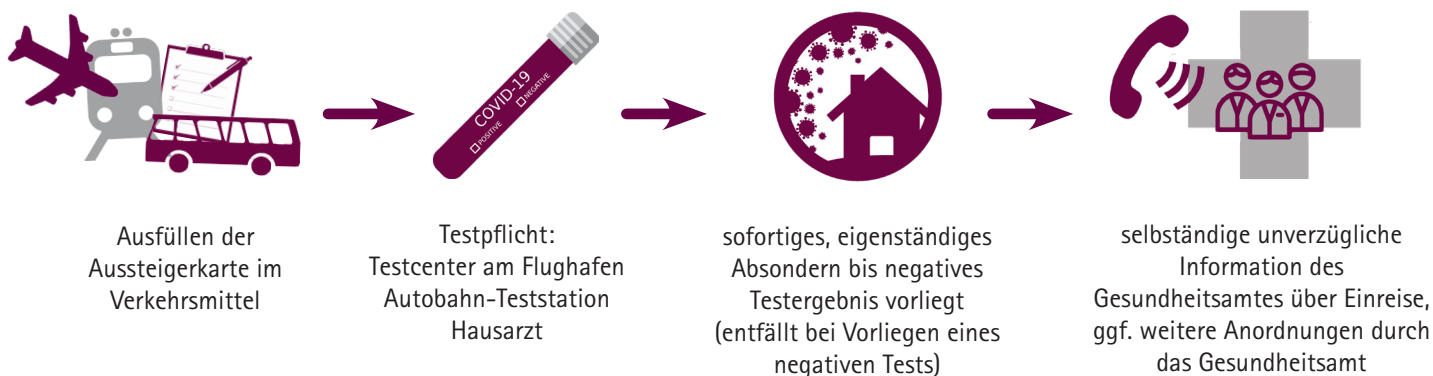 COVID-19
POSITIVE
NEGATIVE
Ausfüllen der
Aussteigerkarte im
Verkehrsmittel
Testpflicht:
Testcenter am Flughafen
Autobahn-Teststation
Hausarzt
sofortiges, eigenständiges
Absondern bis negatives
Testergebnis vorliegt
(entfällt bei Vorliegen eines
negativen Tests)
selbständige unverzügliche
Information des
Gesundheitsamtes über Einreise,
ggf. weitere Anordnungen durch
das Gesundheitsamt